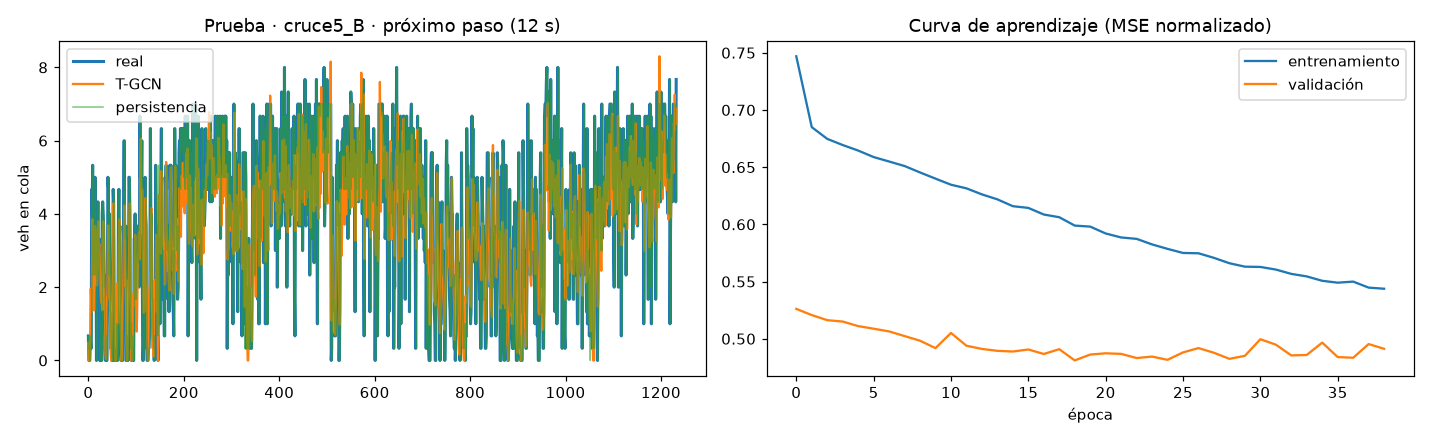 Prueba · cruce5_B · próximo paso (12 s)
real
T-GCN
persistencia
veh en cola
8
6
4
2
0
0 200 400 600 800 1000 1200
Curva de aprendizaje (MSE normalizado)
entrenamiento
validación
0.75
0.70
0.65
0.60
0.55
0.50
0 5 10 15 20 25 30 35
época